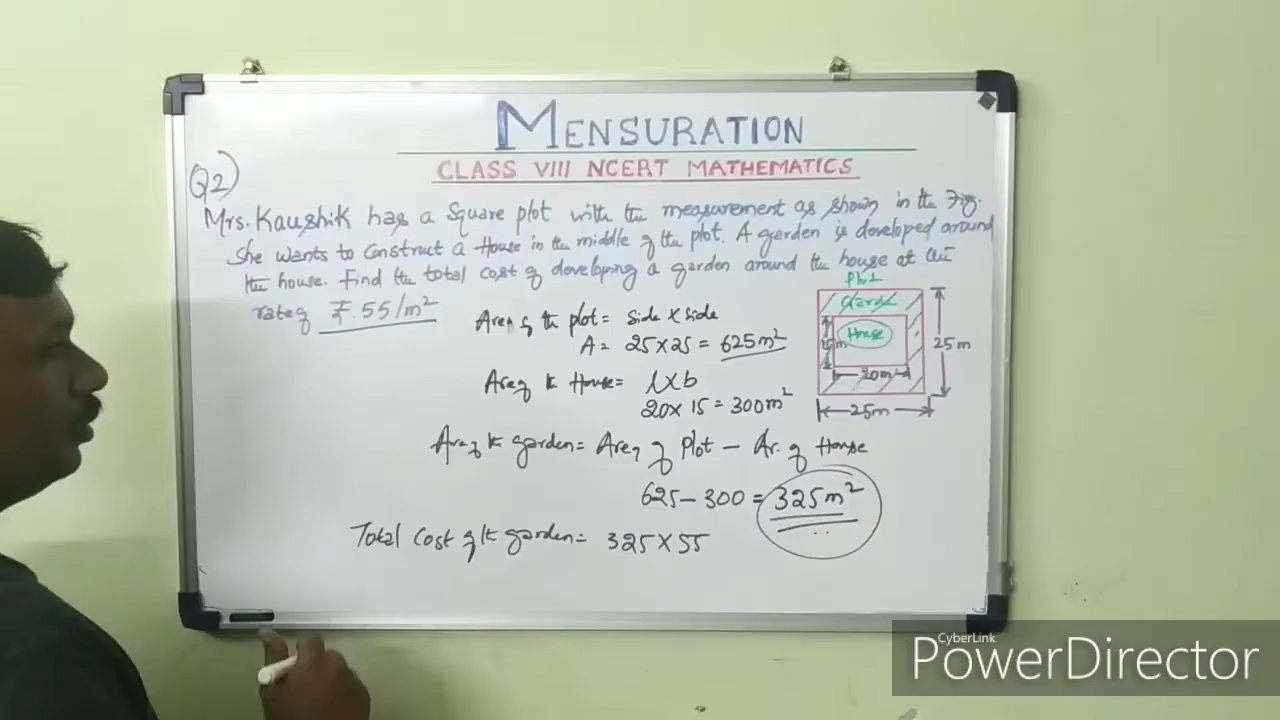 MENSURATION
CLASS VIII NCERT MATHEMATICS
Q2)
Mrs. Kaushik has a Square plot with the measurement as shown in the Fig.
She wants to Construct a House in the middle of the plot. A garden is developed around
the house. Find the total cost of developing a garden around the house at the
rate of ₹.55/m²
Area of the plot = side × side
A = 25×25 = 625m²
Area of the House = l×b
20×15 = 300m²
Area of the garden = Area of Plot – Ar. of House
625 – 300 = 325m²
Total Cost of the garden = 325×55
Plot
House
15m
20m
25m
25m
CyberLink
PowerDirector